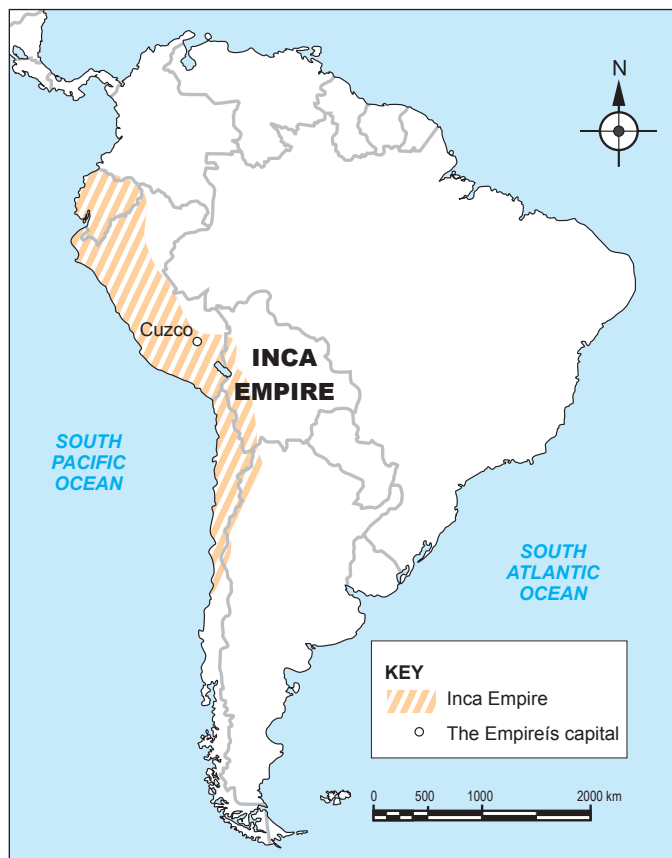 N
Cuzco
INCA
EMPIRE
SOUTH
PACIFIC
OCEAN
SOUTH
ATLANTIC
OCEAN
KEY
Inca Empire
The Empireís capital
0 500 1000 2000 km